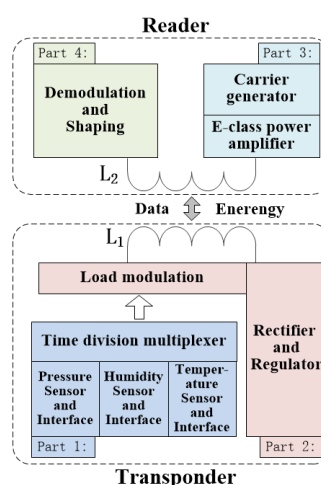 Reader
Part 4:
Part 3:
Demodulation
and
Shaping
Carrier
generator
E-class power
amplifier
L2
Data
Enerengy
L1
Load modulation
Time division multiplexer
Rectifier
and
Regulator
Pressure
Sensor
and
Interface
Humidity
Sensor
and
Interface
Temper-
ature
Sensor and
Interface
Part 1:
Part 2:
Transponder